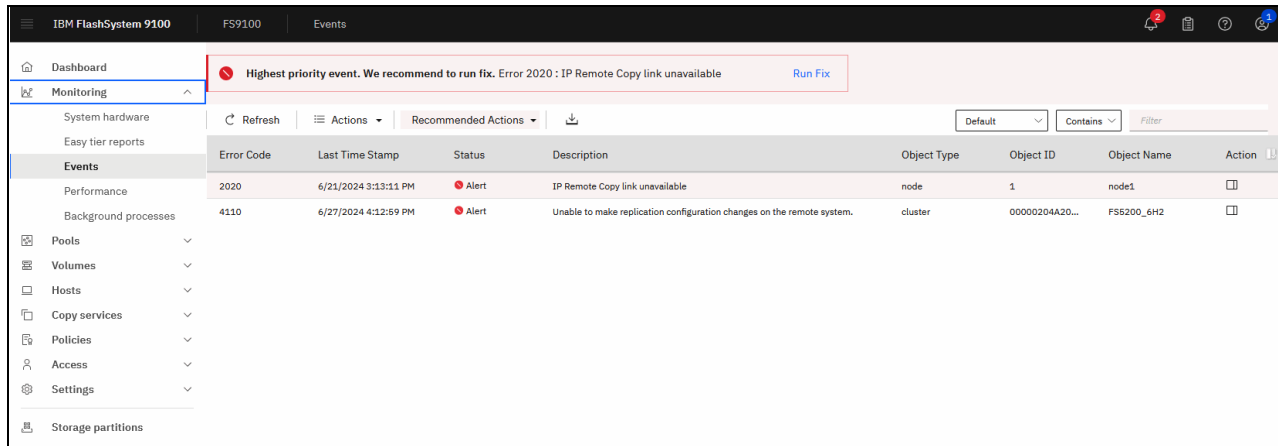 IBM FlashSystem 9100 FS9100 Events 2 1
Dashboard
Monitoring
System hardware
Easy tier reports
Events
Performance
Background processes
Pools
Volumes
Hosts
Copy services
Policies
Access
Settings
Storage partitions
Highest priority event. We recommend to run fix. Error 2020 : IP Remote Copy link unavailable Run Fix
Refresh Actions Recommended Actions Default Contains Filter
Error Code Last Time Stamp Status Description Object Type Object ID Object Name Action
2020 6/21/2024 3:13:11 PM Alert IP Remote Copy link unavailable node 1 node1
4110 6/27/2024 4:12:59 PM Alert Unable to make replication configuration changes on the remote system. cluster 00000204A20... FS5200_6H2